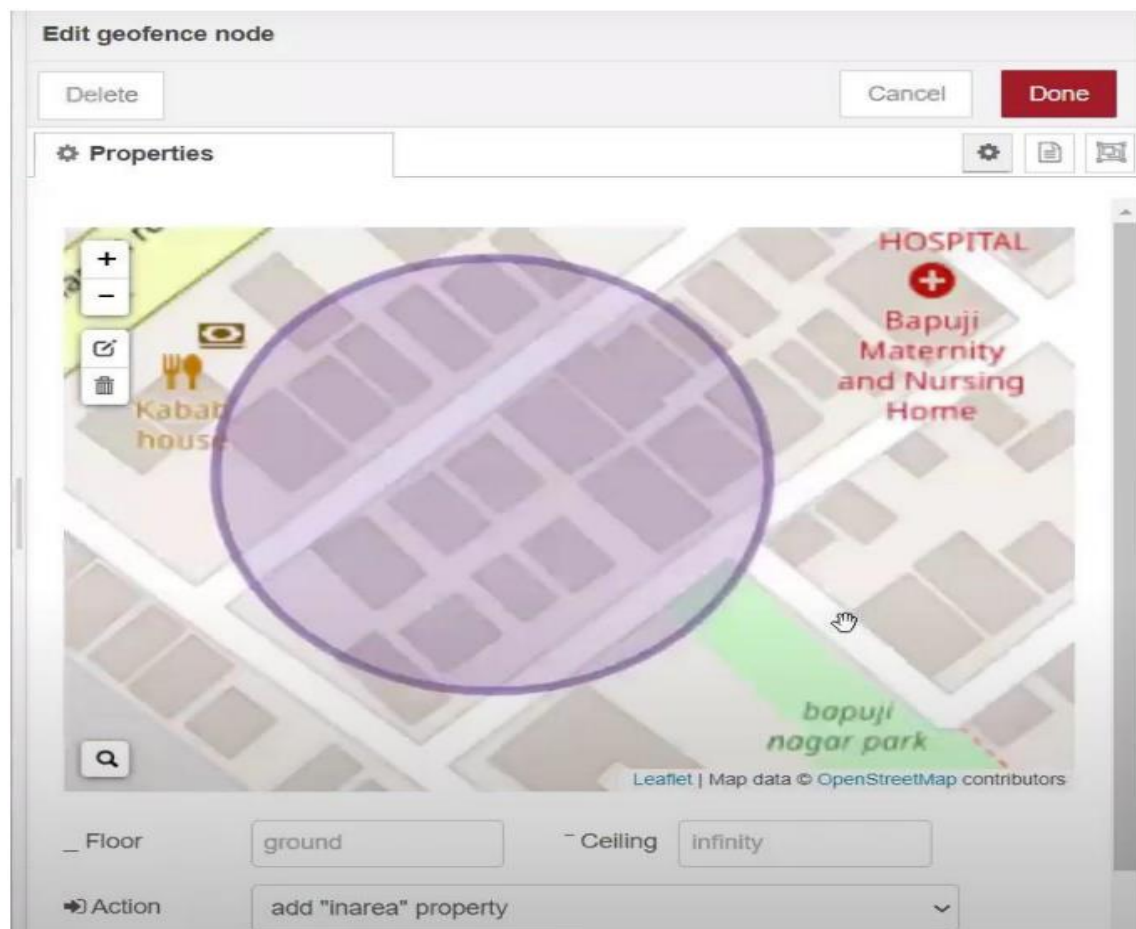 Edit geofence node
Delete
Cancel
Done
Properties
+
−
HOSPITAL
Bapuji
Maternity
and Nursing
Home
Kabab
house
bapuji
nagar park
Leaflet | Map data © OpenStreetMap contributors
Floor
ground
Ceiling
infinity
Action
add "inarea" property